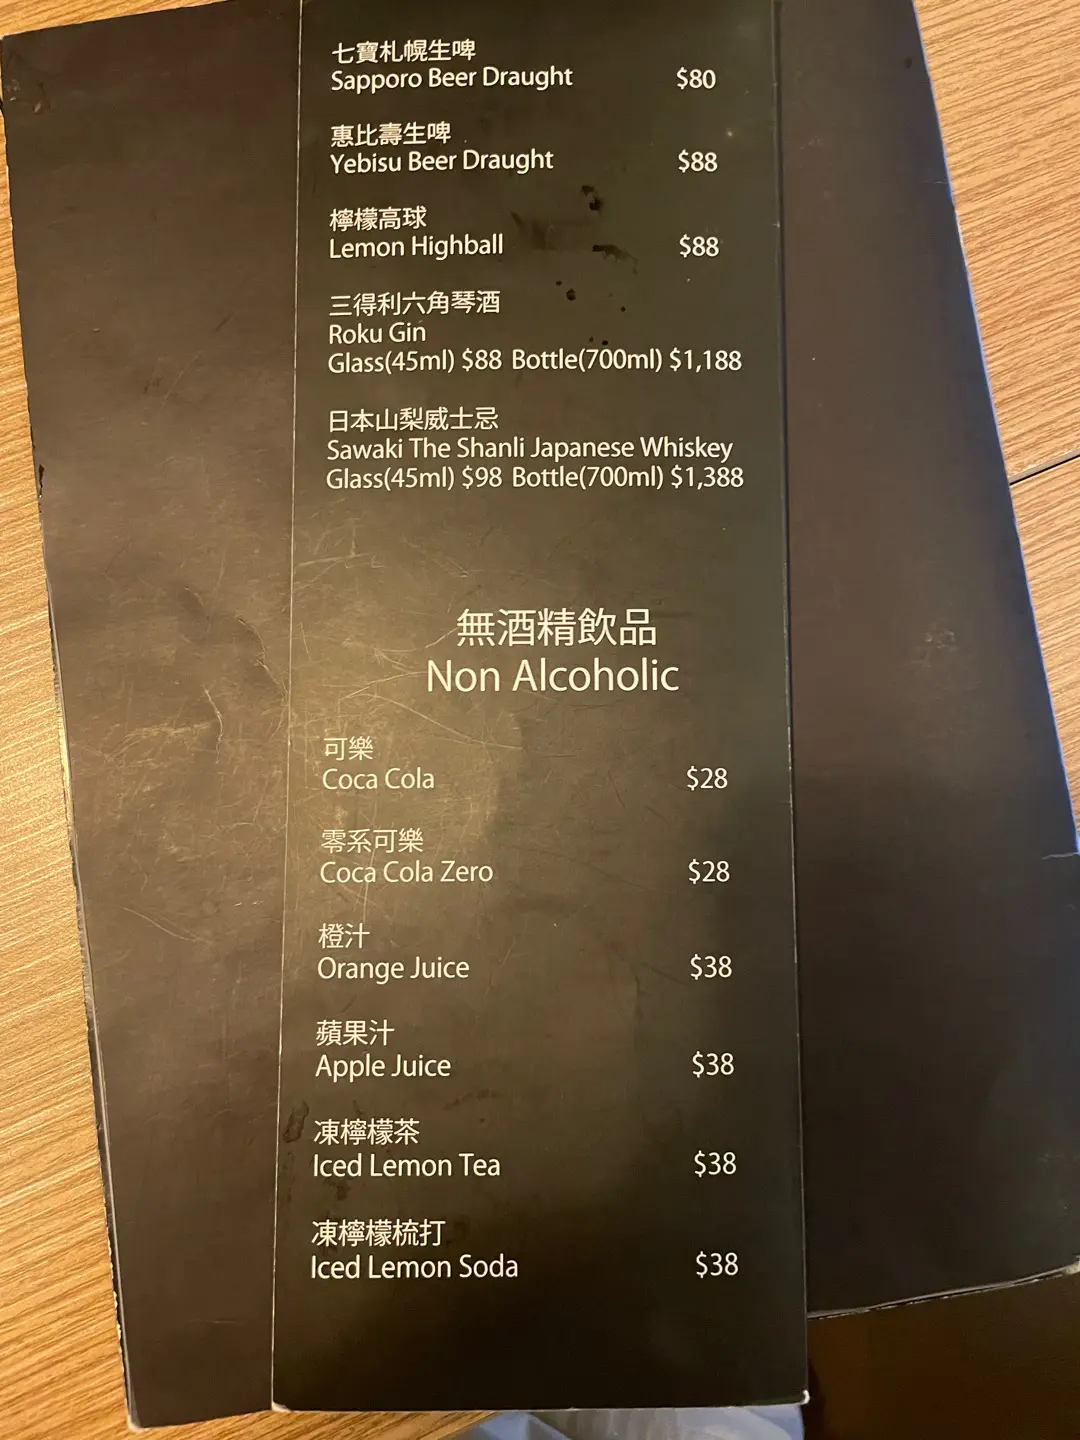 七寶札幌生啤
Sapporo Beer Draught $80
惠比壽生啤
Yebisu Beer Draught $88
檸檬高球
Lemon Highball $88
三得利六角琴酒
Roku Gin
Glass(45ml) $88 Bottle(700ml) $1,188
日本山梨威士忌
Sawaki The Shanli Japanese Whiskey
Glass(45ml) $98 Bottle(700ml) $1,388
無酒精飲品
Non Alcoholic
可樂
Coca Cola $28
零系可樂
Coca Cola Zero $28
橙汁
Orange Juice $38
蘋果汁
Apple Juice $38
凍檸檬茶
Iced Lemon Tea $38
凍檸檬梳打
Iced Lemon Soda $38